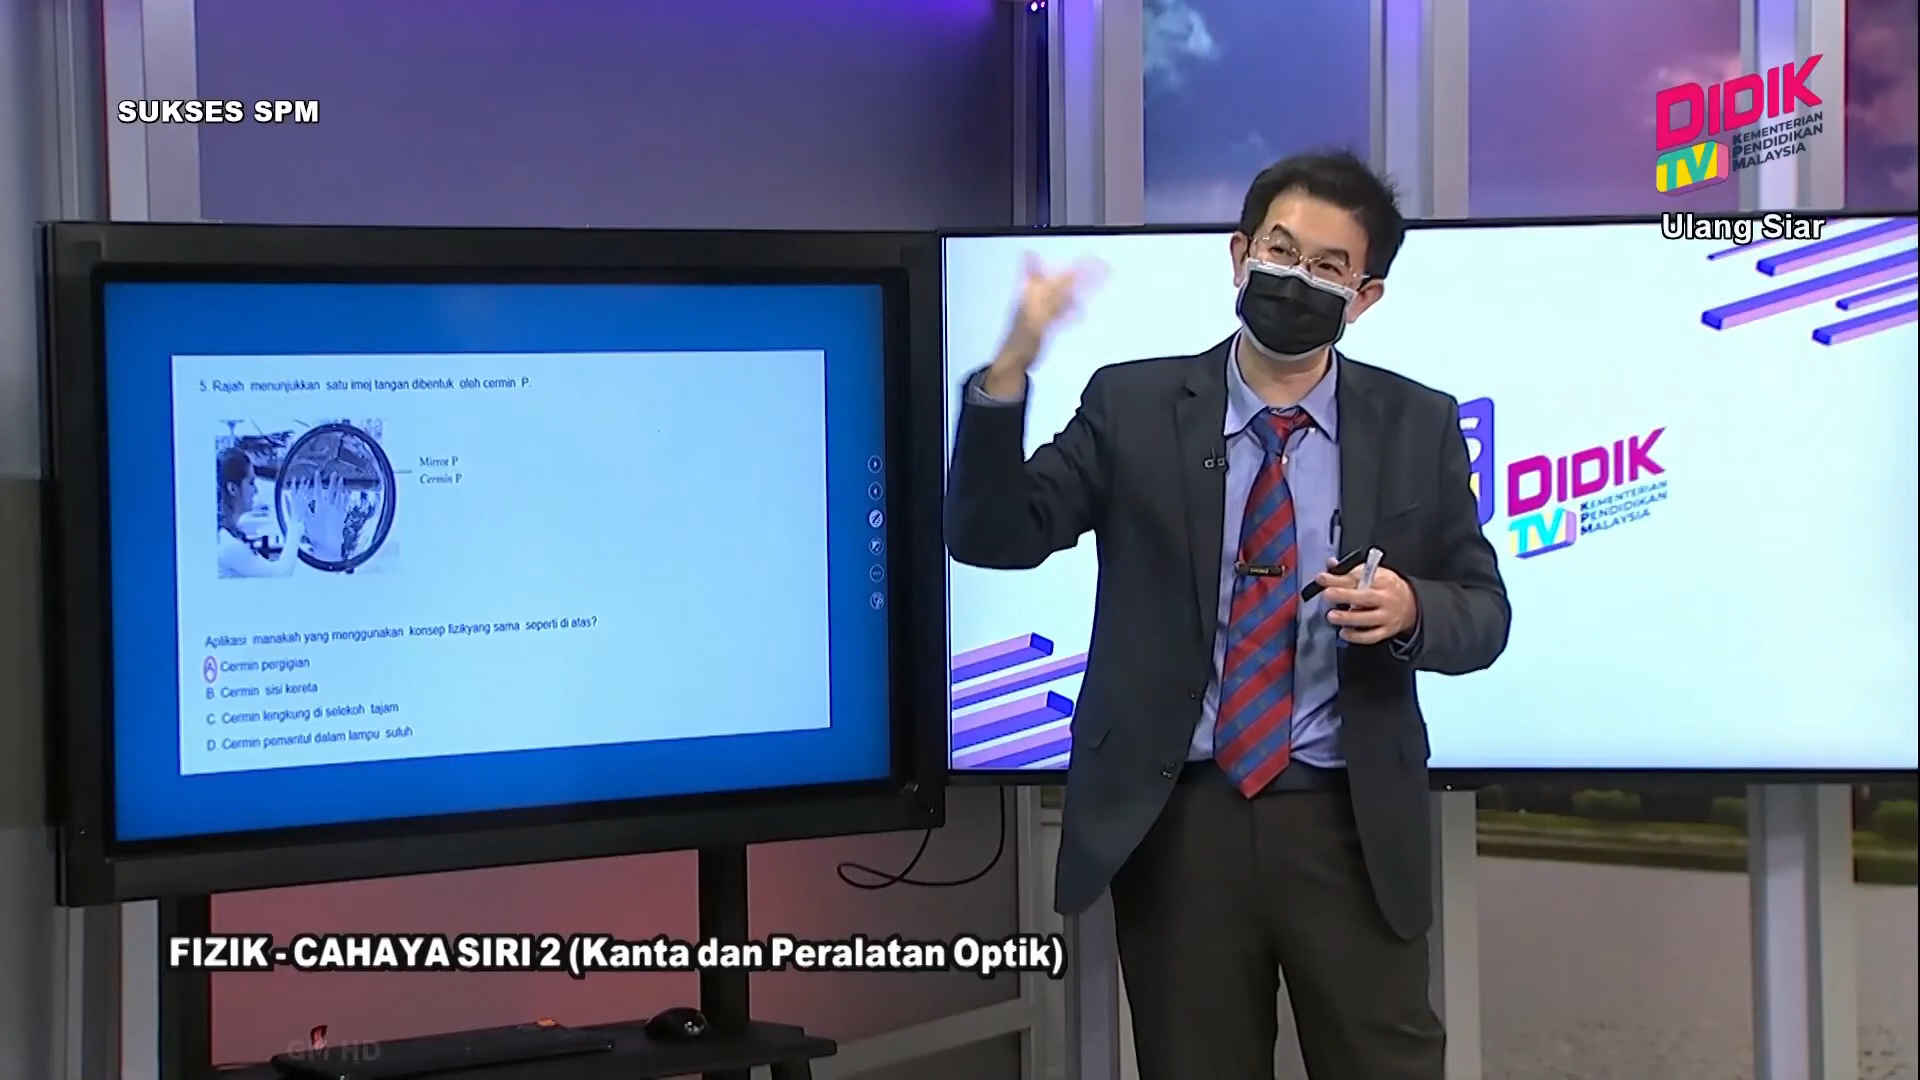 SUKSES SPM
DIDIK
TV
KEMENTERIAN
PENDIDIKAN
MALAYSIA
Ulang Siar
5. Rajah menunjukkan satu imej tangan dibentuk oleh cermin P.
Mirror P
Cermin P
Aplikasi manakah yang menggunakan konsep fizikyang sama seperti di atas?
A. Cermin pergigian
B. Cermin sisi kereta
C. Cermin lengkung di selekoh tajam
D. Cermin pemantul dalam lampu suluh
DIDIK
TV
KEMENTERIAN
PENDIDIKAN
MALAYSIA
FIZIK - CAHAYA SIRI 2 (Kanta dan Peralatan Optik)
GM HD